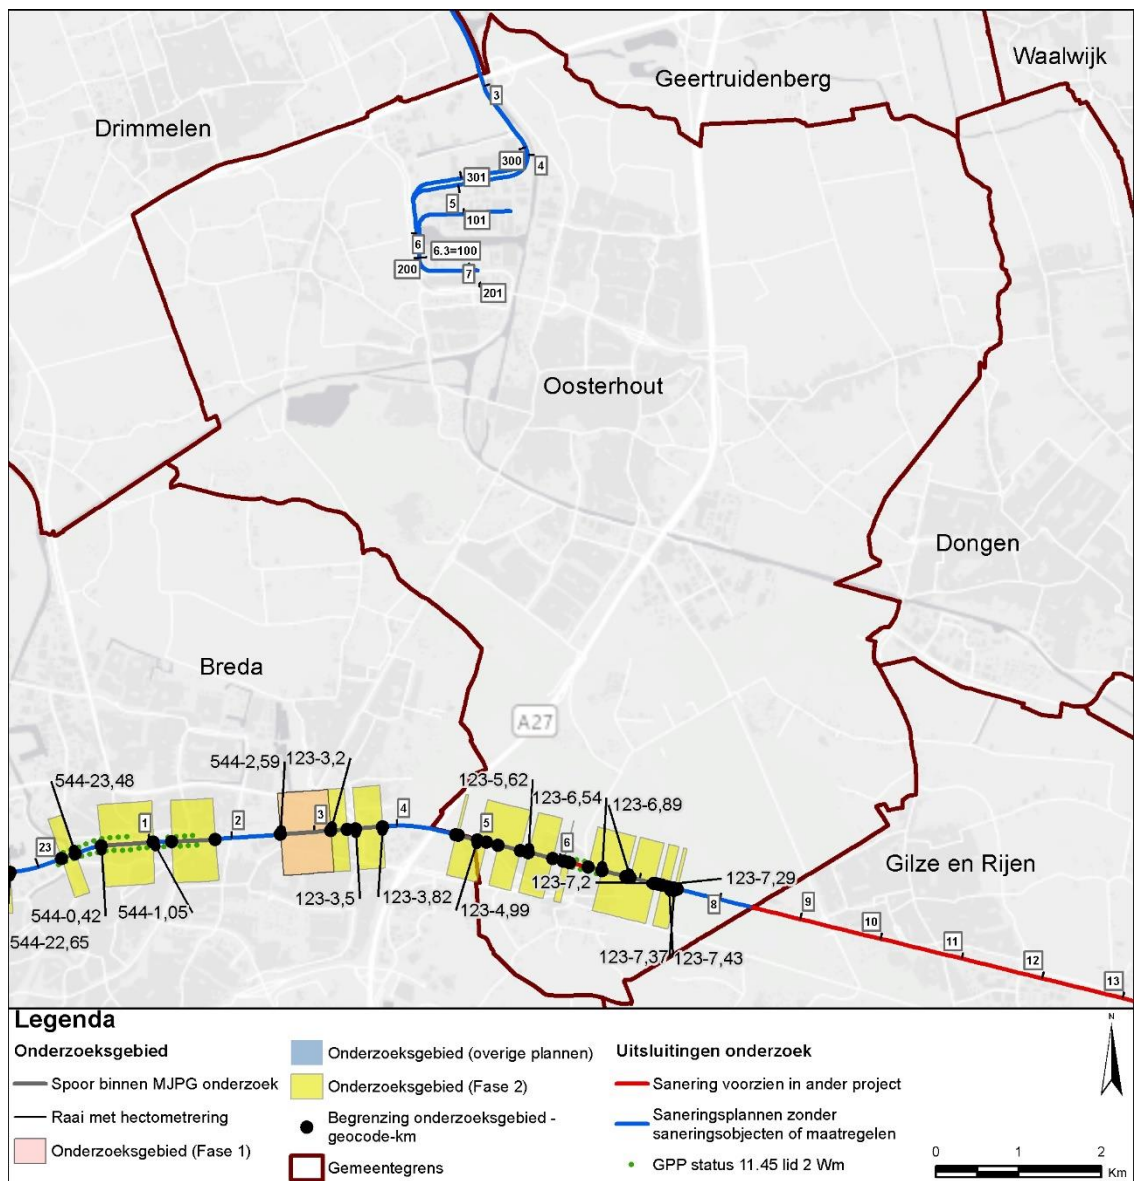 Waalwijk
Geertruidenberg
Drimmelen
3
300
4
301
5
101
6
6.3=100
200
7
201
Oosterhout
Dongen
Breda
A27
Gilze en Rijen
544-2,59
123-3,2
544-23,48
123-5,62
123-6,54
123-6,89
23
1
2
3
4
5
6
8
9
10
11
12
13
123-7,2
123-7,29
544-0,42
544-1,05
123-3,5
123-3,82
123-4,99
544-22,65
123-7,37
123-7,43
Legenda
Onderzoeksgebied
Spoor binnen MJPG onderzoek
Raai met hectometrering
Onderzoeksgebied (Fase 1)
Onderzoeksgebied (overige plannen)
Onderzoeksgebied (Fase 2)
Begrenzing onderzoeksgebied -
geocode-km
Gemeentegrens
Uitsluitingen onderzoek
Sanering voorzien in ander project
Saneringsplannen zonder
saneringsobjecten of maatregelen
GPP status 11.45 lid 2 Wm
N
0 1 2
Km